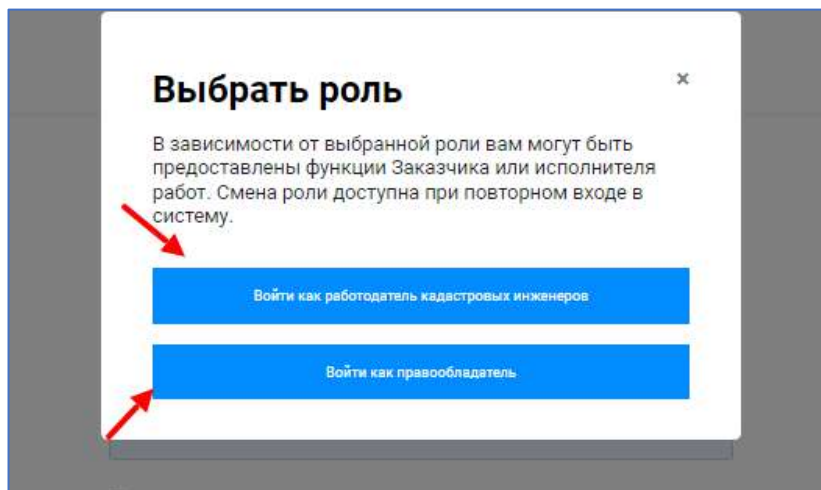 Выбрать роль
×
В зависимости от выбранной роли вам могут быть
предоставлены функции Заказчика или исполнителя
работ. Смена роли доступна при повторном входе в
систему.
Войти как работодатель кадастровых инженеров
Войти как правообладатель